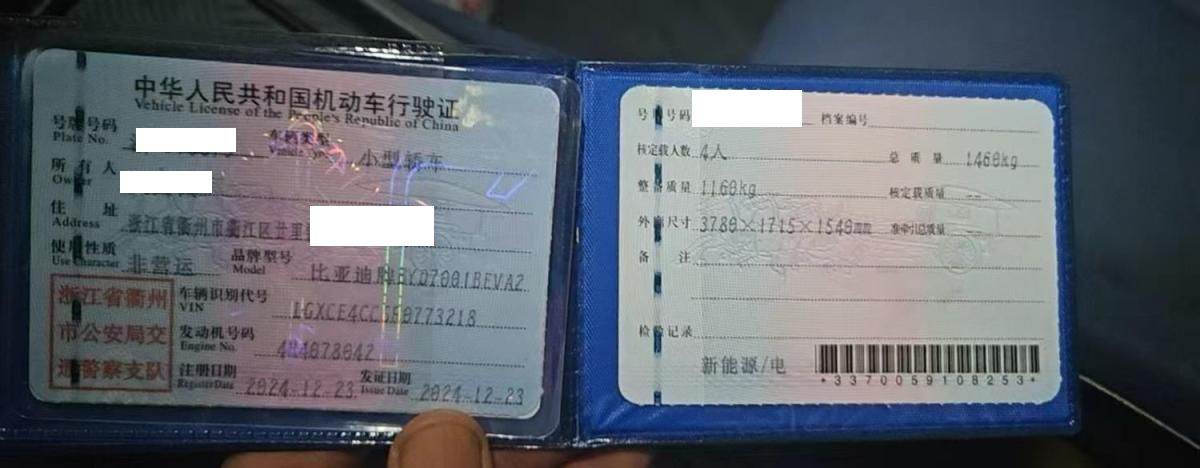 中华人民共和国机动车行驶证
Vehicle License of the People's Republic of China
号牌号码
Plate No.
车辆类型 小型轿车
Vehicle Type
所有人
Owner
住址 浙江省衢州市衢江区廿里
Address
使用性质 非营运
Use Character
品牌型号 比亚迪牌BYD7001BEVA2
Model
浙江省衢州
市公安局交
通警察支队
车辆识别代号
VIN
发动机号码
Engine No.
注册日期 2024-12-23
Register Date
发证日期 2024-12-23
Issue Date
号牌号码
档案编号
核定载人数 4人
总质量 1460kg
整备质量 1160kg
核定载质量 --
外廓尺寸 3780×1715×1540mm
准牵引总质量
备注
检验记录
新能源/电
*3370059108253*